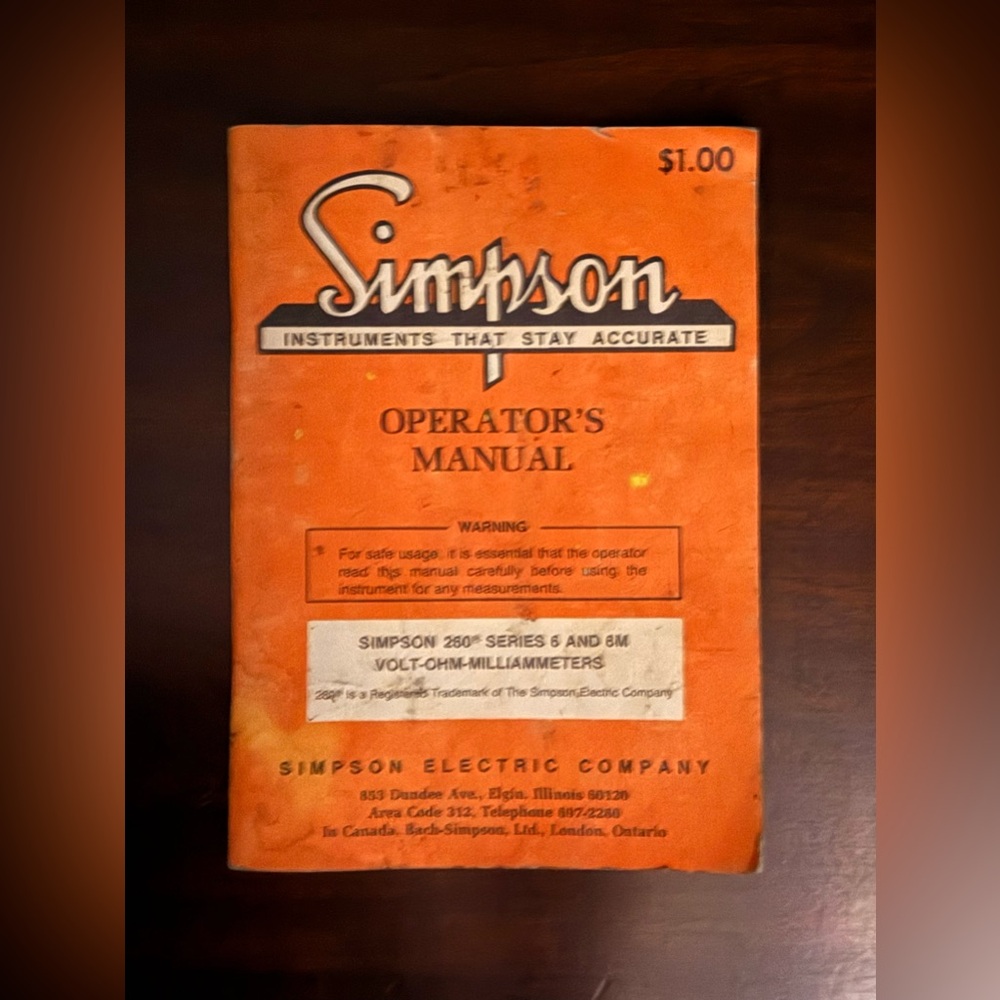 $1.00
Simpson
INSTRUMENTS THAT STAY ACCURATE
OPERATOR'S
MANUAL
WARNING
For safe usage, it is essential that the operator
read this manual carefully before using the
instrument for any measurements.
SIMPSON 260® SERIES 6 AND 6M
VOLT-OHM-MILLIAMMETERS
260® is a Registered Trademark of The Simpson Electric Company
SIMPSON ELECTRIC COMPANY
853 Dundee Ave., Elgin, Illinois 60120
Area Code 312, Telephone 697-2260
In Canada, Bach-Simpson, Ltd., London, Ontario